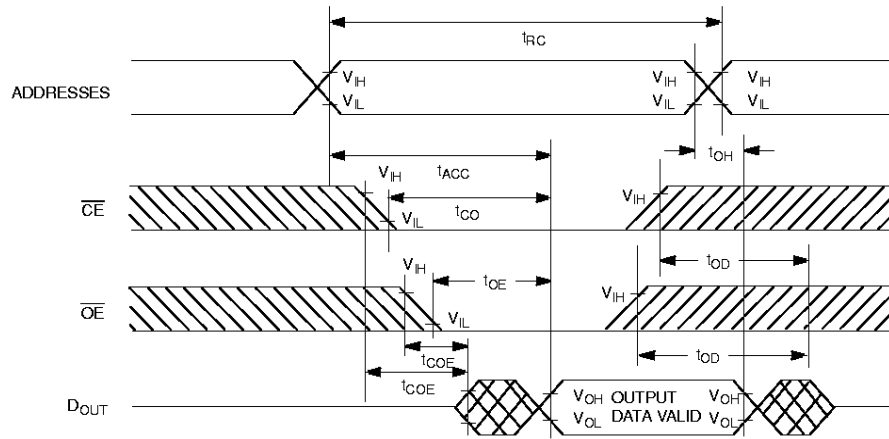 tRC
ADDRESSES
VIH VIH VIH
VIL VIL VIL
tOH
tACC
VIH
CE
VIL
tCO
VIH
tOD
VIH
tOE
OE
VIH
VIL
tCOE
tOD
tCOE
DOUT
VOH OUTPUT VOH
VOL DATA VALID VOL